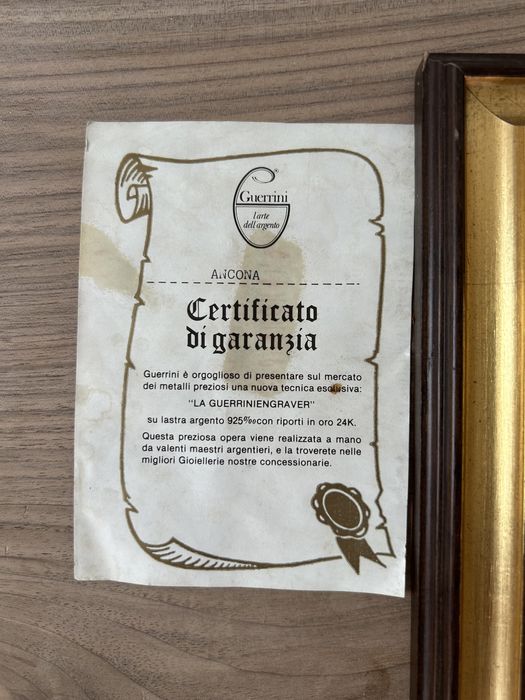 Guerrini
l'arte
dell'argento
ANCONA
Certificato
di garanzia
Guerrini è orgoglioso di presentare sul mercato
dei metalli preziosi una nuova tecnica esclusiva:
"LA GUERRINIENGRAVER"
su lastra argento 925‰ con riporti in oro 24K.
Questa preziosa opera viene realizzata a mano
da valenti maestri argentieri, e la troverete nelle
migliori Gioiellerie nostre concessionarie.